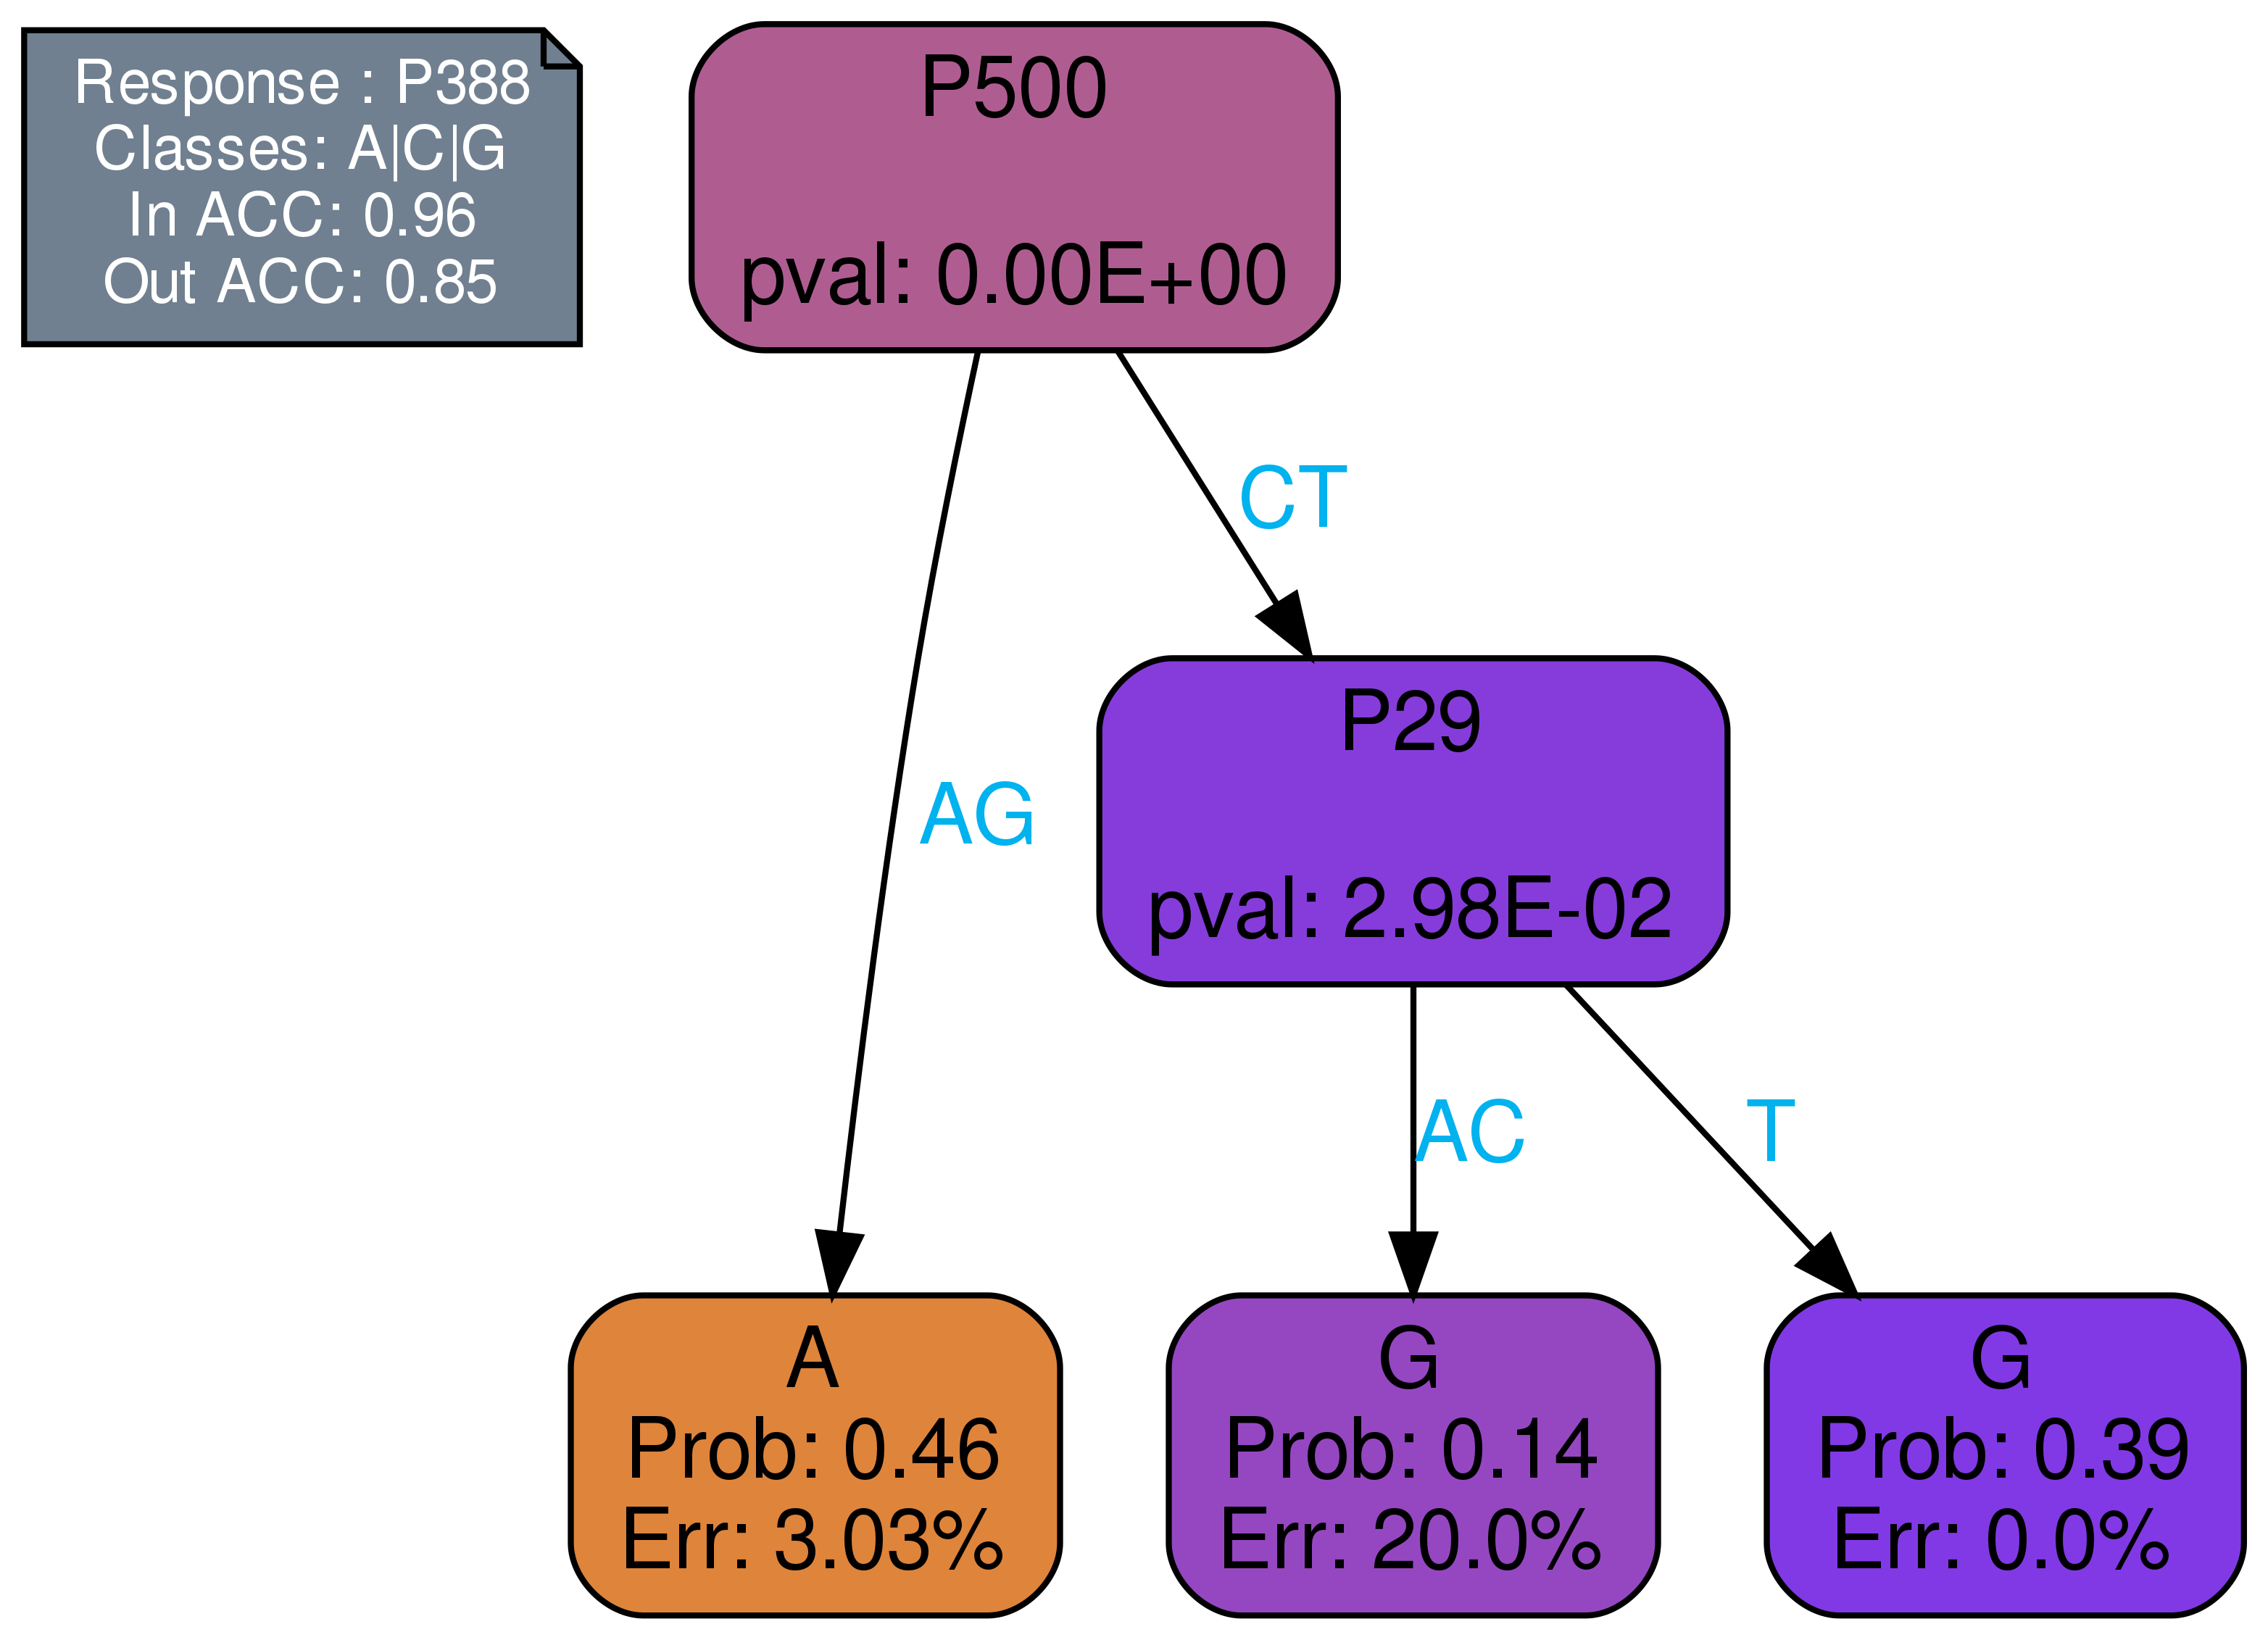 Response : P388
Classes: A|C|G
In ACC: 0.96
Out ACC: 0.85
P500
pval: 0.00E+00
CT
P29
pval: 2.98E-02
AG
AC
T
A
Prob: 0.46
Err: 3.03%
G
Prob: 0.14
Err: 20.0%
G
Prob: 0.39
Err: 0.0%